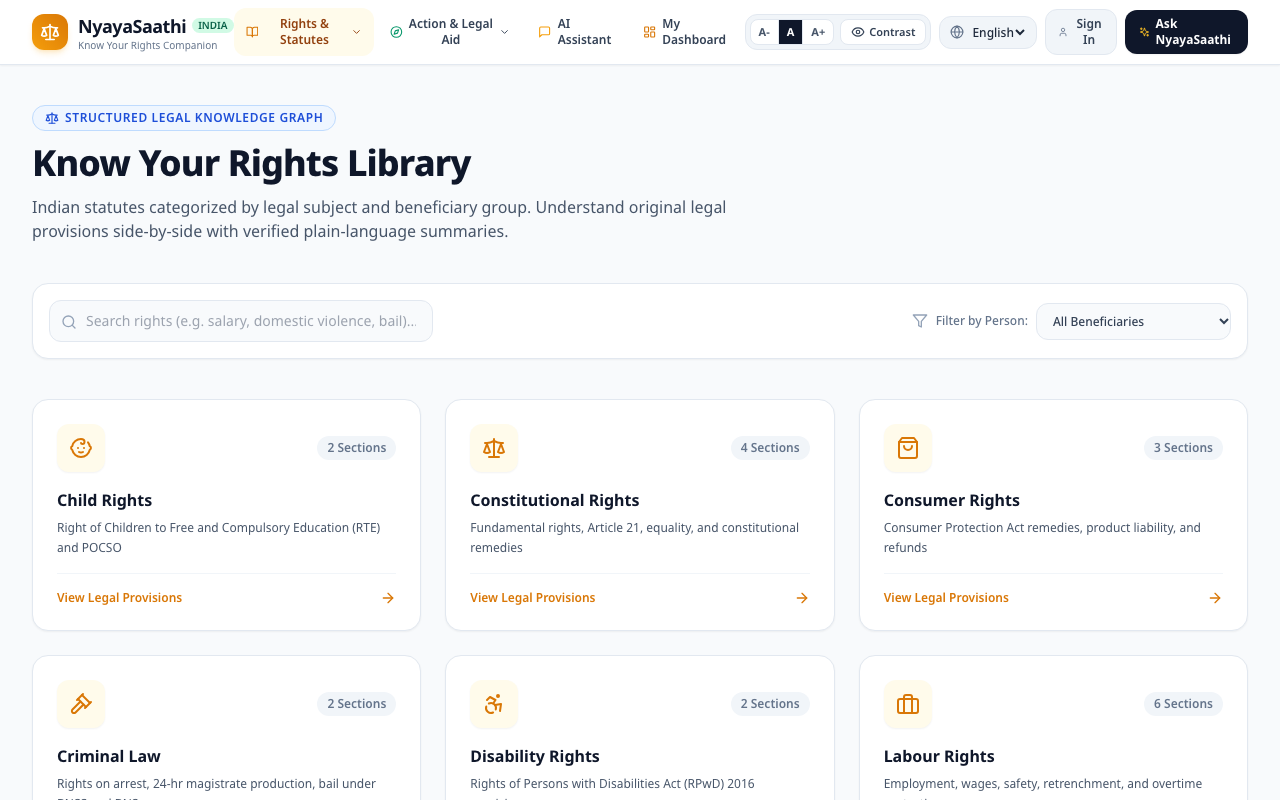 NyayaSaathi INDIA
Know Your Rights Companion
Rights &
Statutes
Action & Legal
Aid
AI
Assistant
My
Dashboard
A- A A+ Contrast
English
Sign
In
Ask
NyayaSaathi
STRUCTURED LEGAL KNOWLEDGE GRAPH
Know Your Rights Library
Indian statutes categorized by legal subject and beneficiary group. Understand original legal
provisions side-by-side with verified plain-language summaries.
Search rights (e.g. salary, domestic violence, bail)...
Filter by Person: All Beneficiaries
2 Sections
Child Rights
Right of Children to Free and Compulsory Education (RTE)
and POCSO
View Legal Provisions
4 Sections
Constitutional Rights
Fundamental rights, Article 21, equality, and constitutional
remedies
View Legal Provisions
3 Sections
Consumer Rights
Consumer Protection Act remedies, product liability, and
refunds
View Legal Provisions
2 Sections
Criminal Law
Rights on arrest, 24-hr magistrate production, bail under
2 Sections
Disability Rights
Rights of Persons with Disabilities Act (RPwD) 2016
6 Sections
Labour Rights
Employment, wages, safety, retrenchment, and overtime